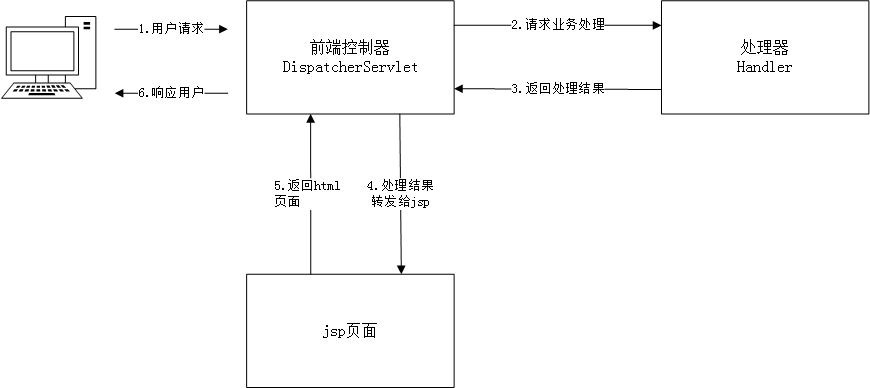 1.用户请求
6.响应用户
前端控制器
DispatcherServlet
2.请求业务处理
3.返回处理结果
处理器
Handler
5.返回html
页面
4.处理结果
转发给jsp
jsp页面